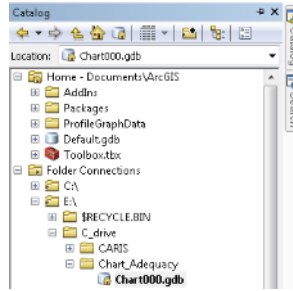 Catalog
Location: Chart000.gdb
Home - Documents\ArcGIS
AddIns
Packages
ProfileGraphData
Default.gdb
Toolbox.tbx
Folder Connections
C:\
E:\
$RECYCLE.BIN
C_drive
CARIS
Chart_Adequacy
Chart000.gdb